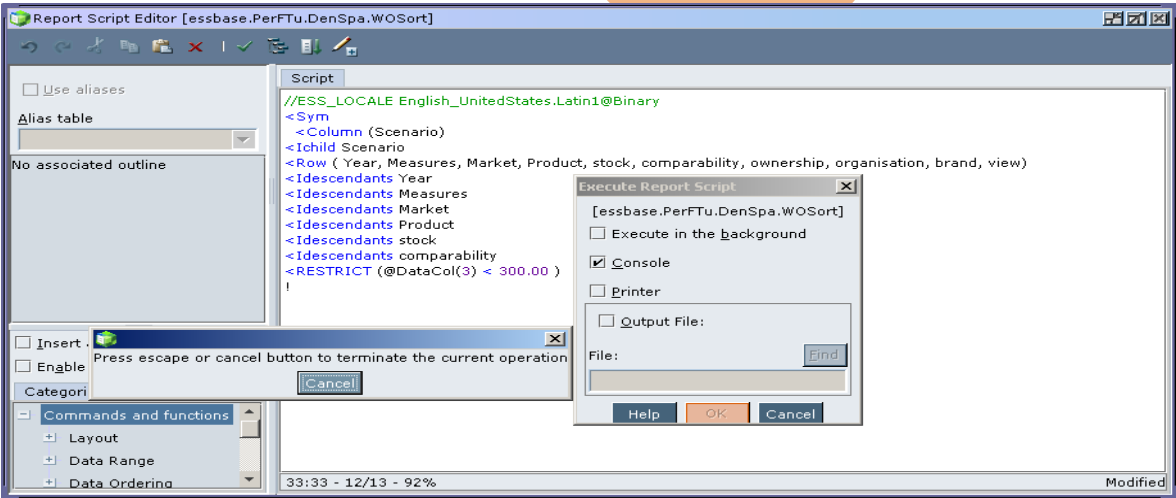 Report Script Editor [essbase.PerFTu.DenSpa.WOSort]
Use aliases
Alias table
No associated outline
Insert
Enable
Categori
Commands and functions
Layout
Data Range
Data Ordering
Script
//ESS_LOCALE English_UnitedStates.Latin1@Binary
<Sym
<Column (Scenario)
<Ichild Scenario
<Row ( Year, Measures, Market, Product, stock, comparability, ownership, organisation, brand, view)
<Idescendants Year
<Idescendants Measures
<Idescendants Market
<Idescendants Product
<Idescendants stock
<Idescendants comparability
<RESTRICT (@DataCol(3) < 300.00 )
!
33:33 - 12/13 - 92%
Modified
Press escape or cancel button to terminate the current operation
Cancel
Execute Report Script
[essbase.PerFTu.DenSpa.WOSort]
Execute in the background
Console
Printer
Output File:
File:
Find
Help
OK
Cancel